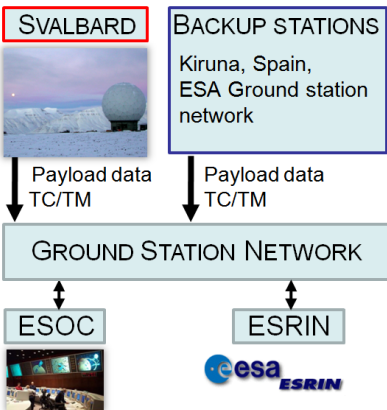 SVALBARD
BACKUP STATIONS
Kiruna, Spain,
ESA Ground station
network
Payload data
TC/TM
Payload data
TC/TM
GROUND STATION NETWORK
ESOC
ESRIN
esa
ESRIN